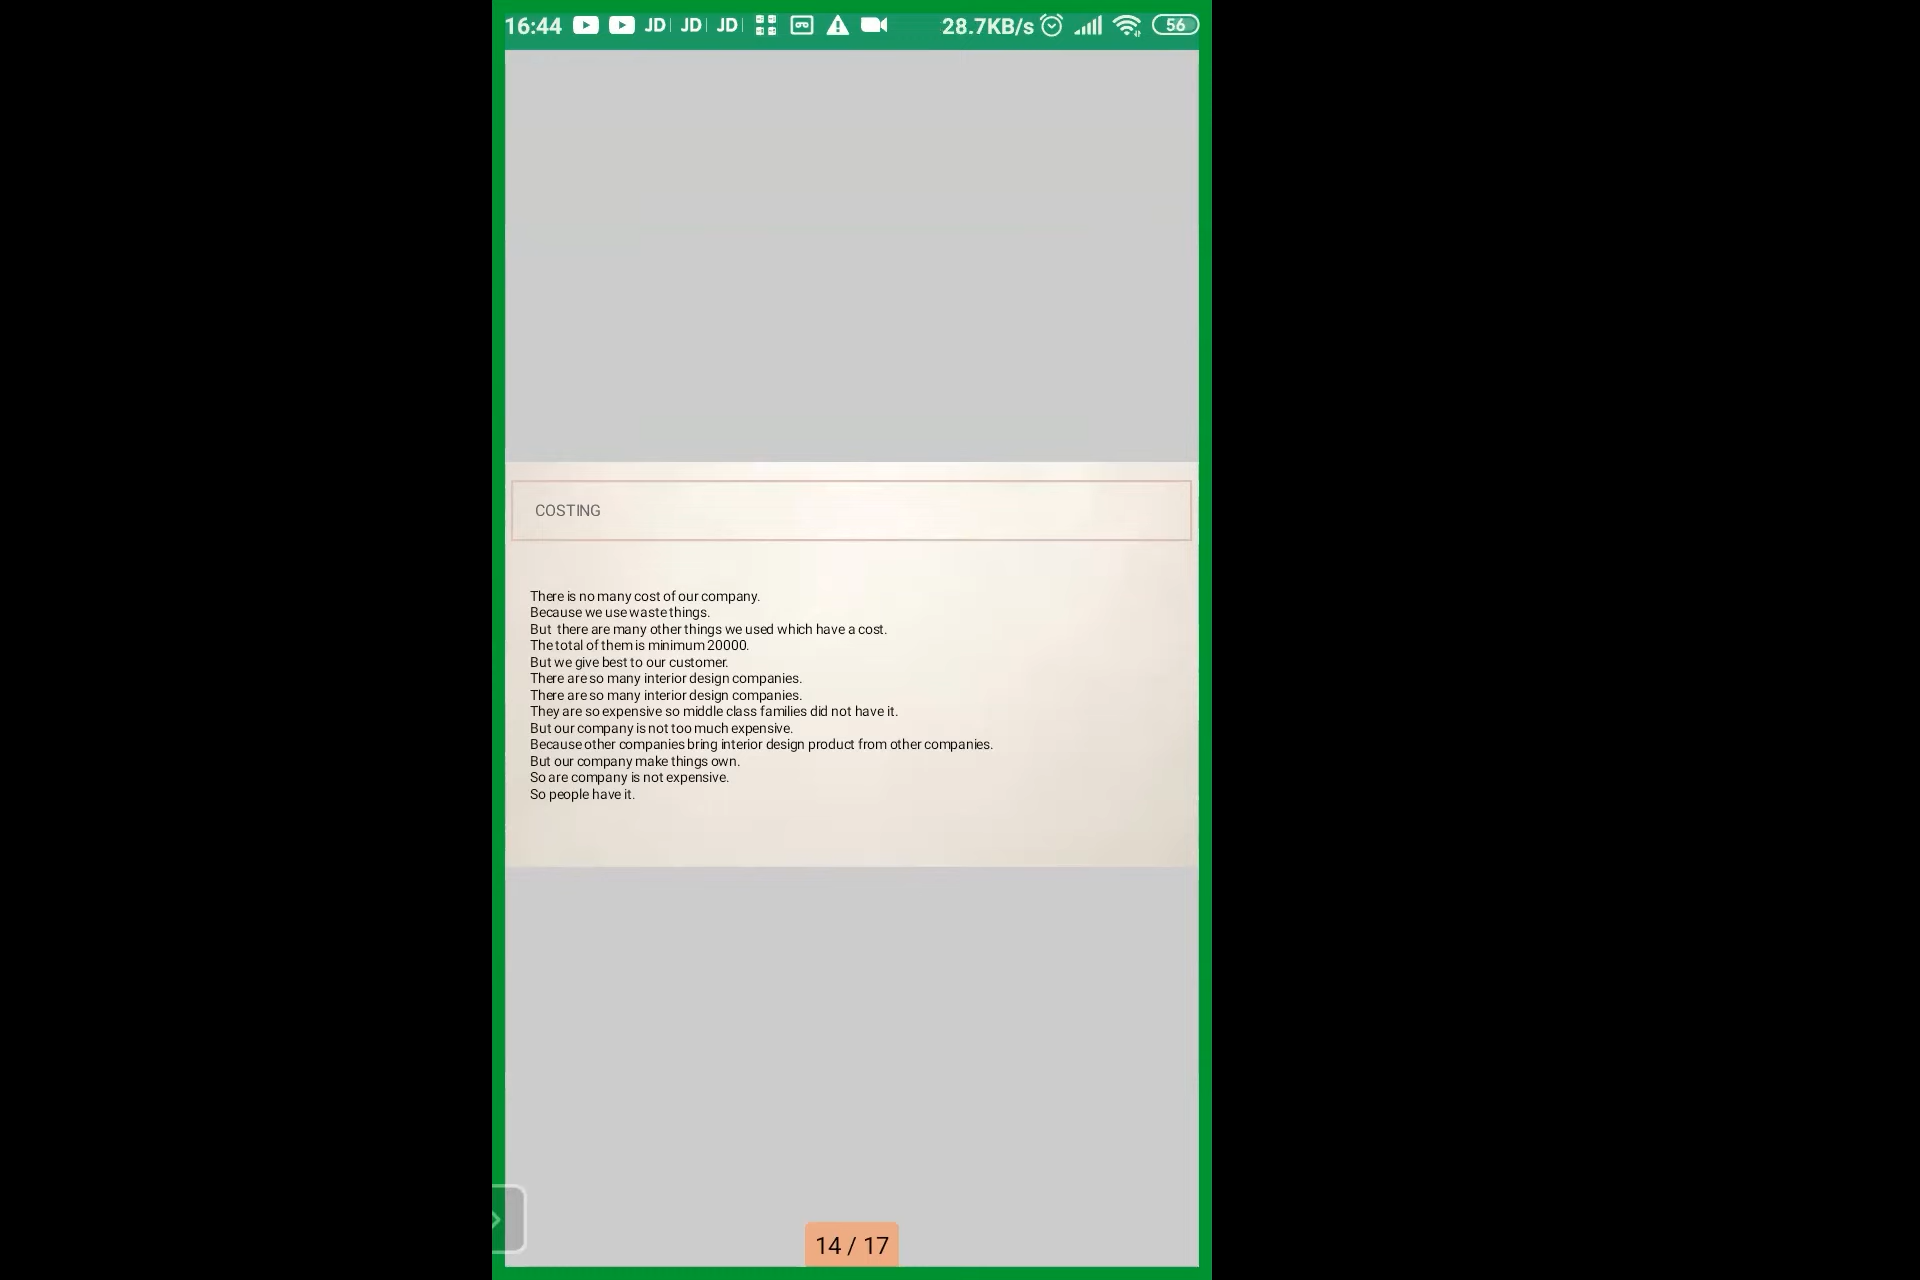 16:44 JD JD JD 28.7KB/s 56
COSTING
There is no many cost of our company.
Because we use waste things.
But there are many other things we used which have a cost.
The total of them is minimum 20000.
But we give best to our customer.
There are so many interior design companies.
There are so many interior design companies.
They are so expensive so middle class families did not have it.
But our company is not too much expensive.
Because other companies bring interior design product from other companies.
But our company make things own.
So are company is not expensive.
So people have it.
14 / 17